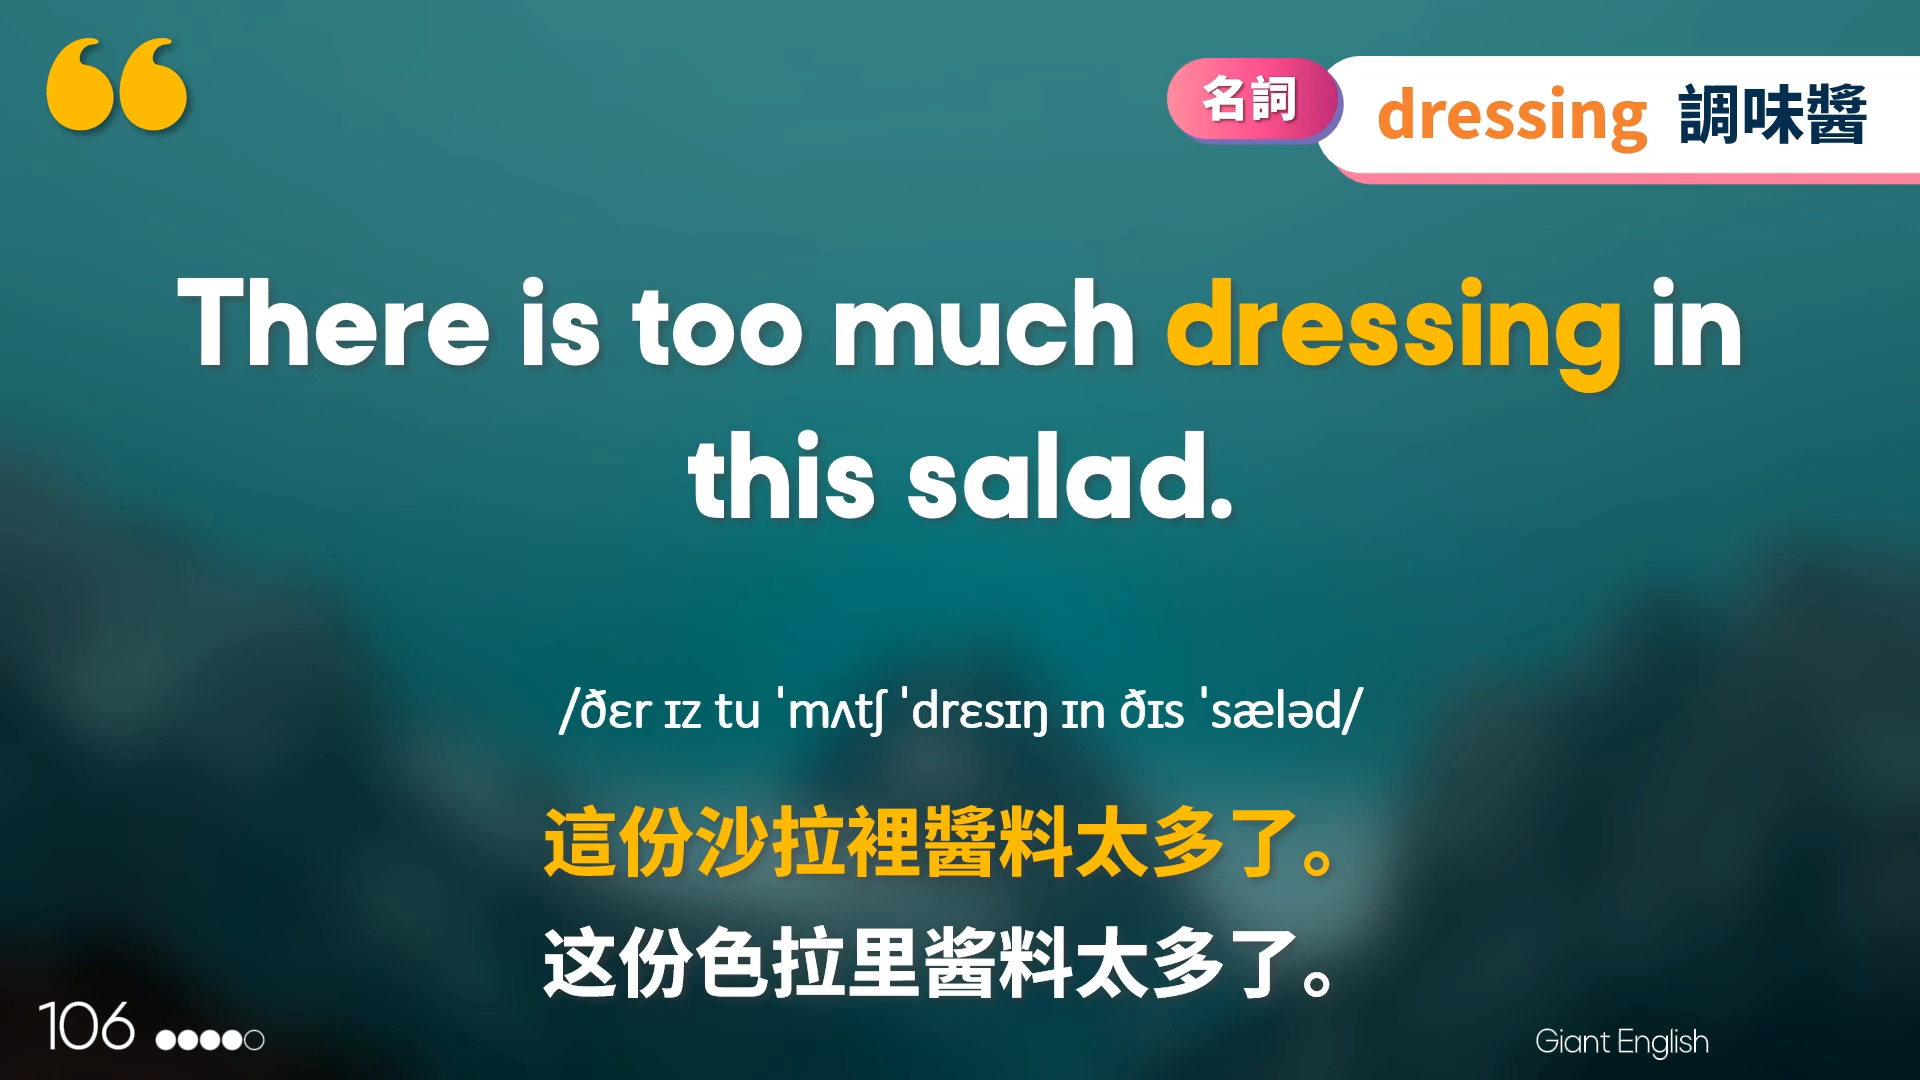 名詞
dressing 調味醬
There is too much dressing in
this salad.
/ðɛr ɪz tu ˈmʌtʃ ˈdrɛsɪŋ ɪn ðɪs ˈsæləd/
這份沙拉裡醬料太多了。
这份色拉里酱料太多了。
106
Giant English